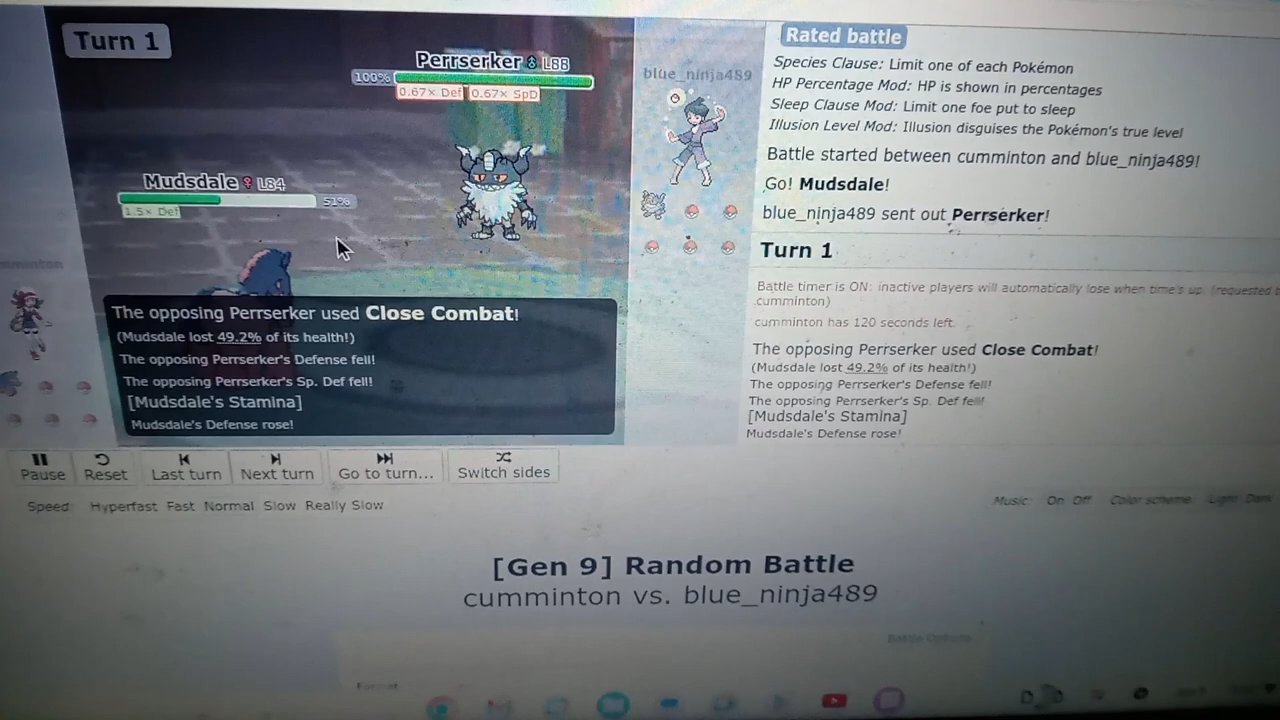 Turn 1
Perrserker L88
100%
0.67× Def 0.67× SpD
Mudsdale L84
51%
1.5× Def
The opposing Perrserker used Close Combat!
(Mudsdale lost 49.2% of its health!)
The opposing Perrserker's Defense fell!
The opposing Perrserker's Sp. Def fell!
[Mudsdale's Stamina]
Mudsdale's Defense rose!
blue_ninja489
Rated battle
Species Clause: Limit one of each Pokémon
HP Percentage Mod: HP is shown in percentages
Sleep Clause Mod: Limit one foe put to sleep
Illusion Level Mod: Illusion disguises the Pokémon's true level
Battle started between cumminton and blue_ninja489!
Go! Mudsdale!
blue_ninja489 sent out Perrserker!
Turn 1
Battle timer is ON: inactive players will automatically lose when time's up. (requested
cumminton)
cumminton has 120 seconds left.
The opposing Perrserker used Close Combat!
(Mudsdale lost 49.2% of its health!)
The opposing Perrserker's Defense fell!
The opposing Perrserker's Sp. Def fell!
[Mudsdale's Stamina]
Mudsdale's Defense rose!
Pause Reset Last turn Next turn Go to turn... Switch sides
Speed: Hyperfast Fast Normal Slow Really Slow
Music: On Off Color scheme: Light Dark
[Gen 9] Random Battle
cumminton vs. blue_ninja489
Battle Options
Format